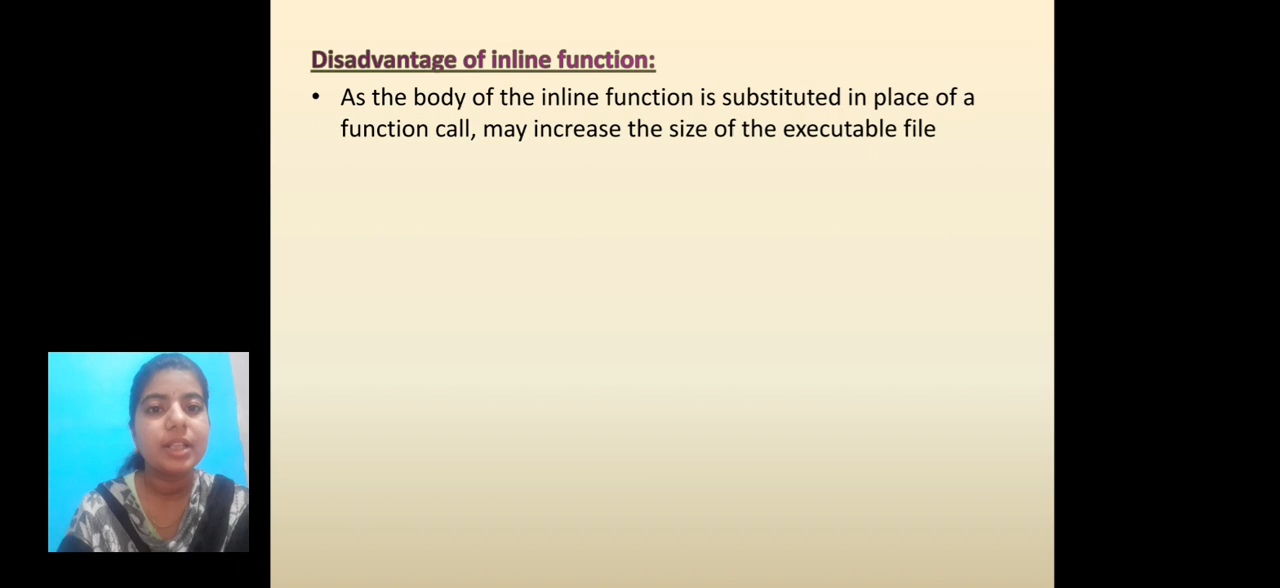 Disadvantage of inline function:
• As the body of the inline function is substituted in place of a
function call, may increase the size of the executable file